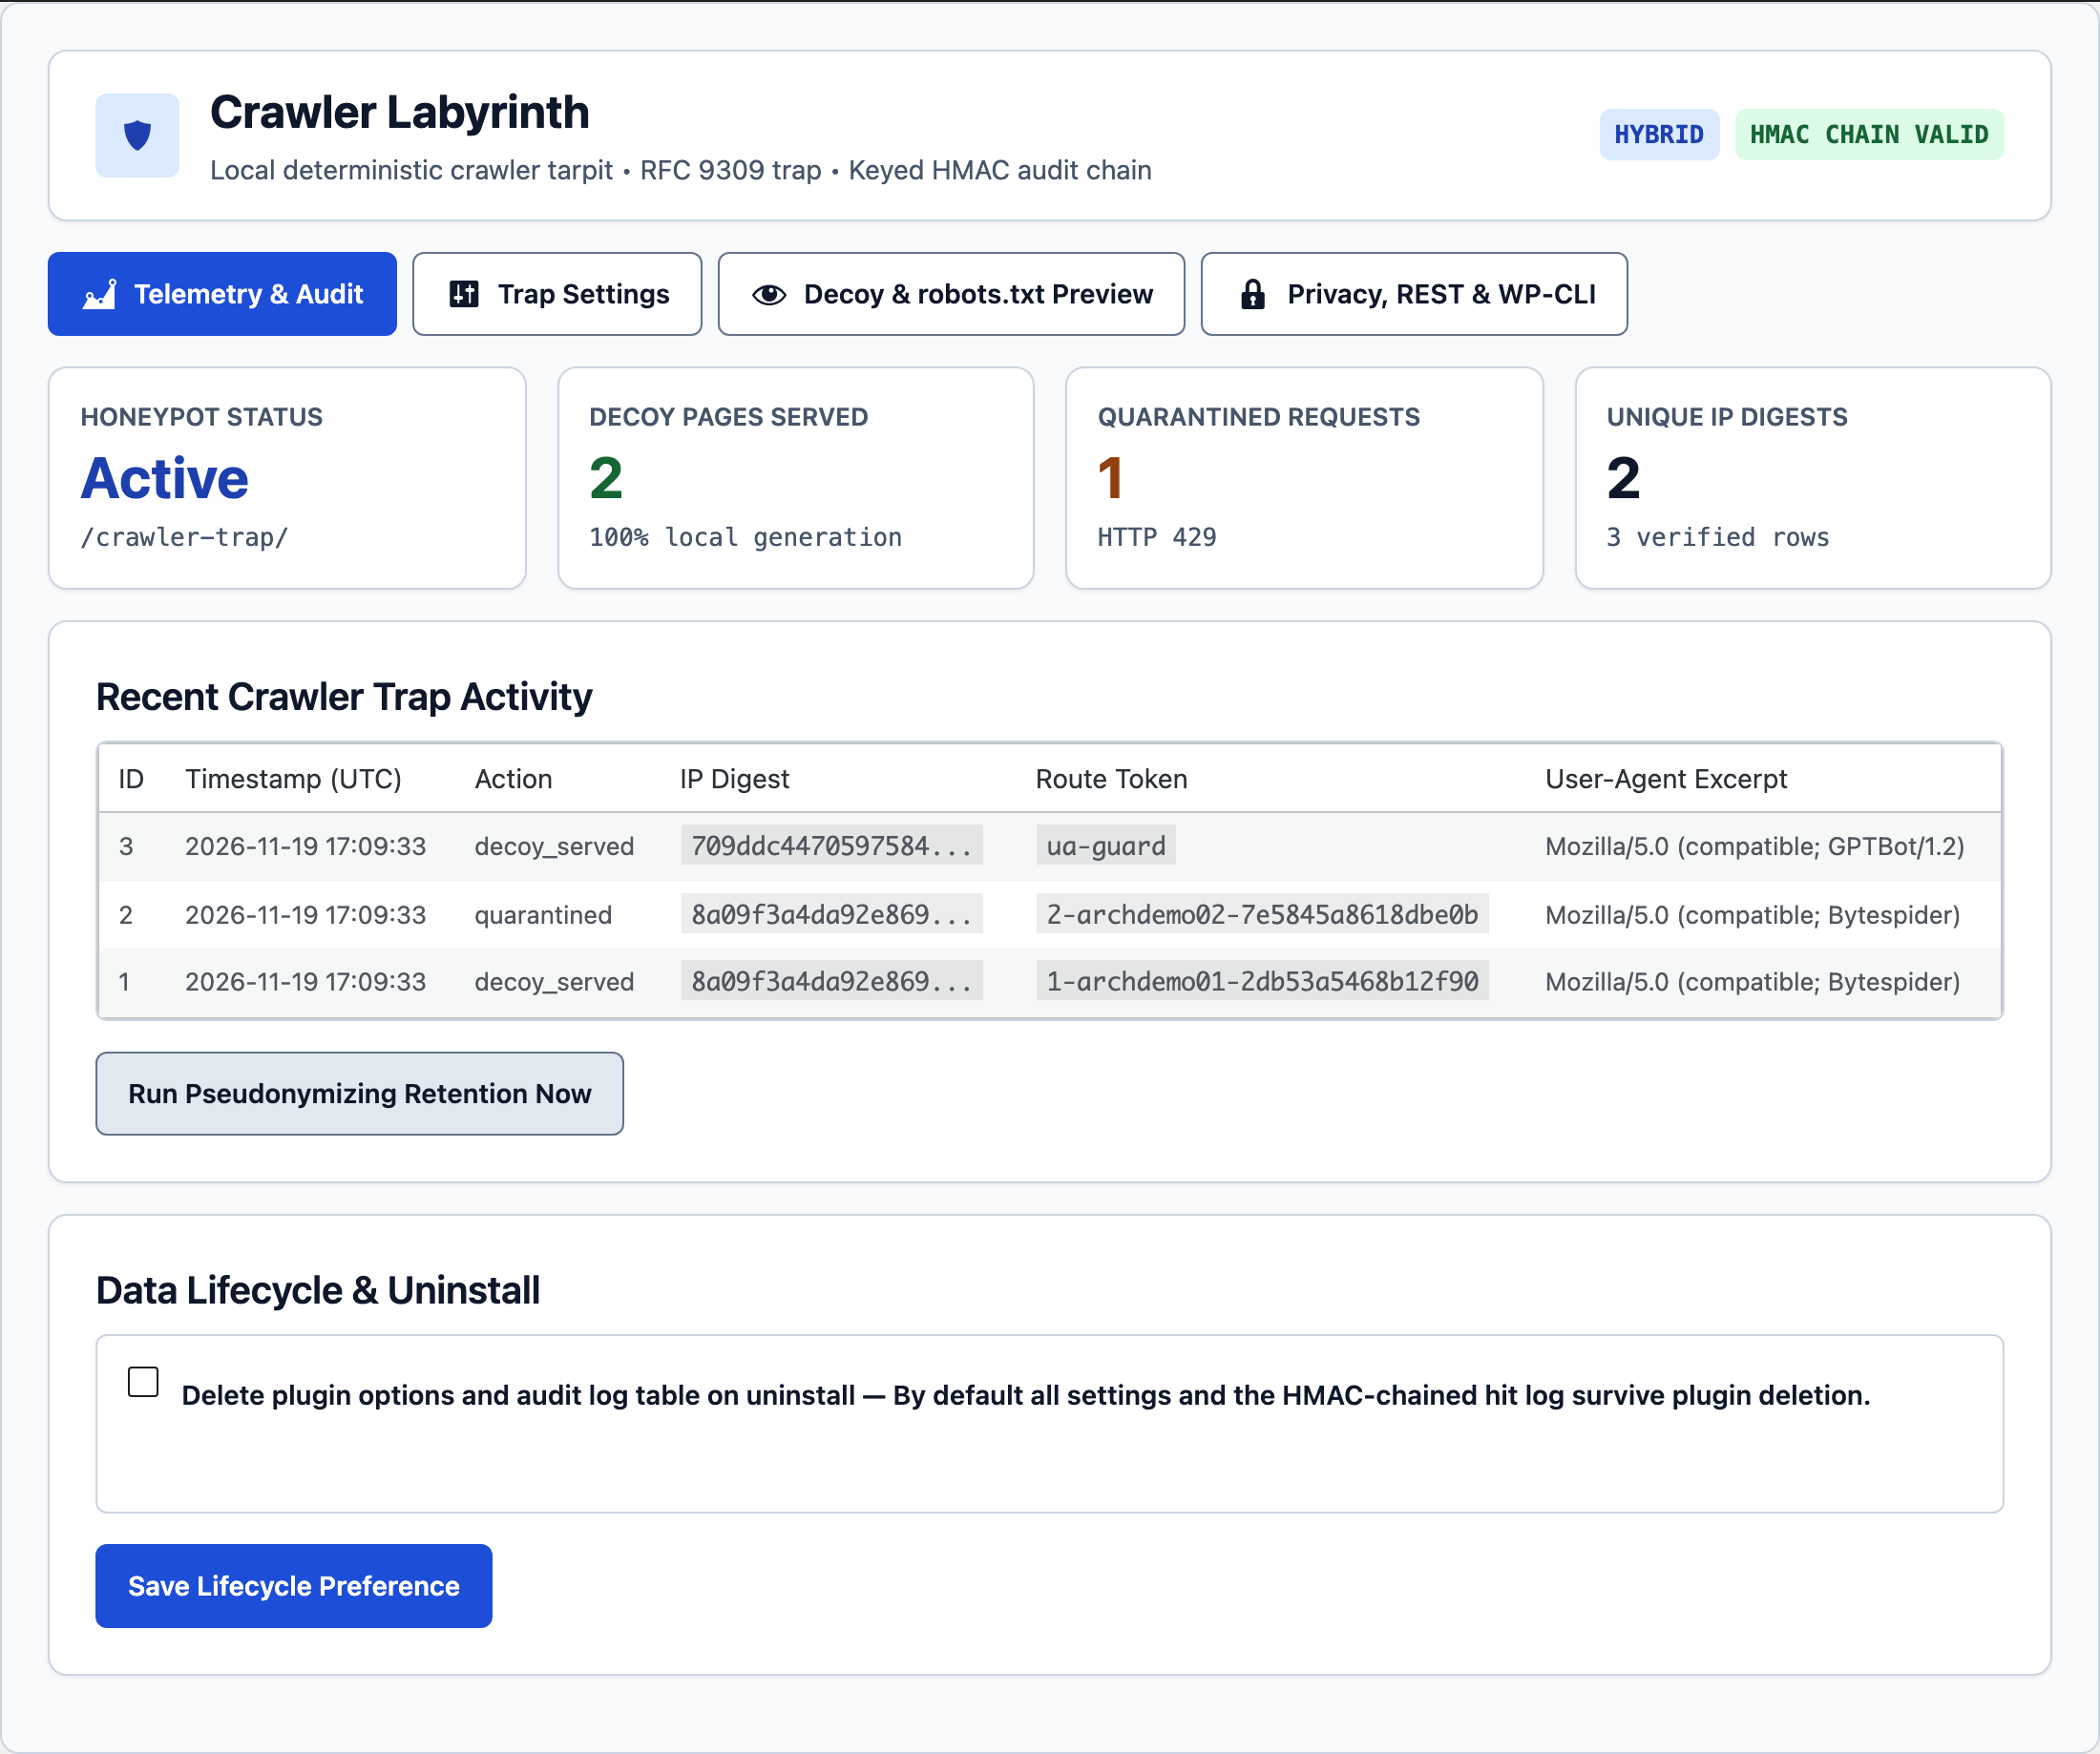 Crawler Labyrinth
Local deterministic crawler tarpit • RFC 9309 trap • Keyed HMAC audit chain
HYBRID
HMAC CHAIN VALID
Telemetry & Audit
Trap Settings
Decoy & robots.txt Preview
Privacy, REST & WP-CLI
HONEYPOT STATUS
Active
/crawler-trap/
DECOY PAGES SERVED
2
100% local generation
QUARANTINED REQUESTS
1
HTTP 429
UNIQUE IP DIGESTS
2
3 verified rows
Recent Crawler Trap Activity
ID Timestamp (UTC) Action IP Digest Route Token User-Agent Excerpt
3 2026-11-19 17:09:33 decoy_served 709ddc4470597584... ua-guard Mozilla/5.0 (compatible; GPTBot/1.2)
2 2026-11-19 17:09:33 quarantined 8a09f3a4da92e869... 2-archdemo02-7e5845a8618dbe0b Mozilla/5.0 (compatible; Bytespider)
1 2026-11-19 17:09:33 decoy_served 8a09f3a4da92e869... 1-archdemo01-2db53a5468b12f90 Mozilla/5.0 (compatible; Bytespider)
Run Pseudonymizing Retention Now
Data Lifecycle & Uninstall
Delete plugin options and audit log table on uninstall — By default all settings and the HMAC-chained hit log survive plugin deletion.
Save Lifecycle Preference